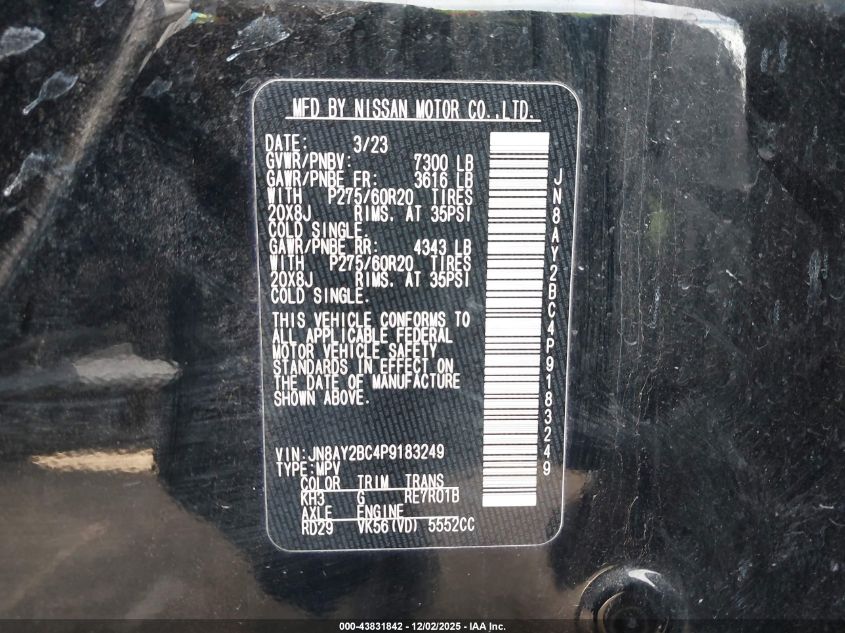 MFD BY NISSAN MOTOR CO.,LTD.
DATE: 3/23
GVWR/PNBV: 7300 LB
GAWR/PNBE FR: 3616 LB
WITH P275/60R20 TIRES
20X8J RIMS. AT 35PSI
COLD SINGLE.
GAWR/PNBE RR: 4343 LB
WITH P275/60R20 TIRES
20X8J RIMS. AT 35PSI
COLD SINGLE.
THIS VEHICLE CONFORMS TO
ALL APPLICABLE FEDERAL
MOTOR VEHICLE SAFETY
STANDARDS IN EFFECT ON
THE DATE OF MANUFACTURE
SHOWN ABOVE.
VIN:JN8AY2BC4P9183249
TYPE:MPV
COLOR TRIM TRANS
KH3 G RE7R01B
AXLE ENGINE
RD29 VK56(VD) 5552CC
JN8AY2BC4P9183249
000-43831842 - 12/02/2025 - IAA Inc.